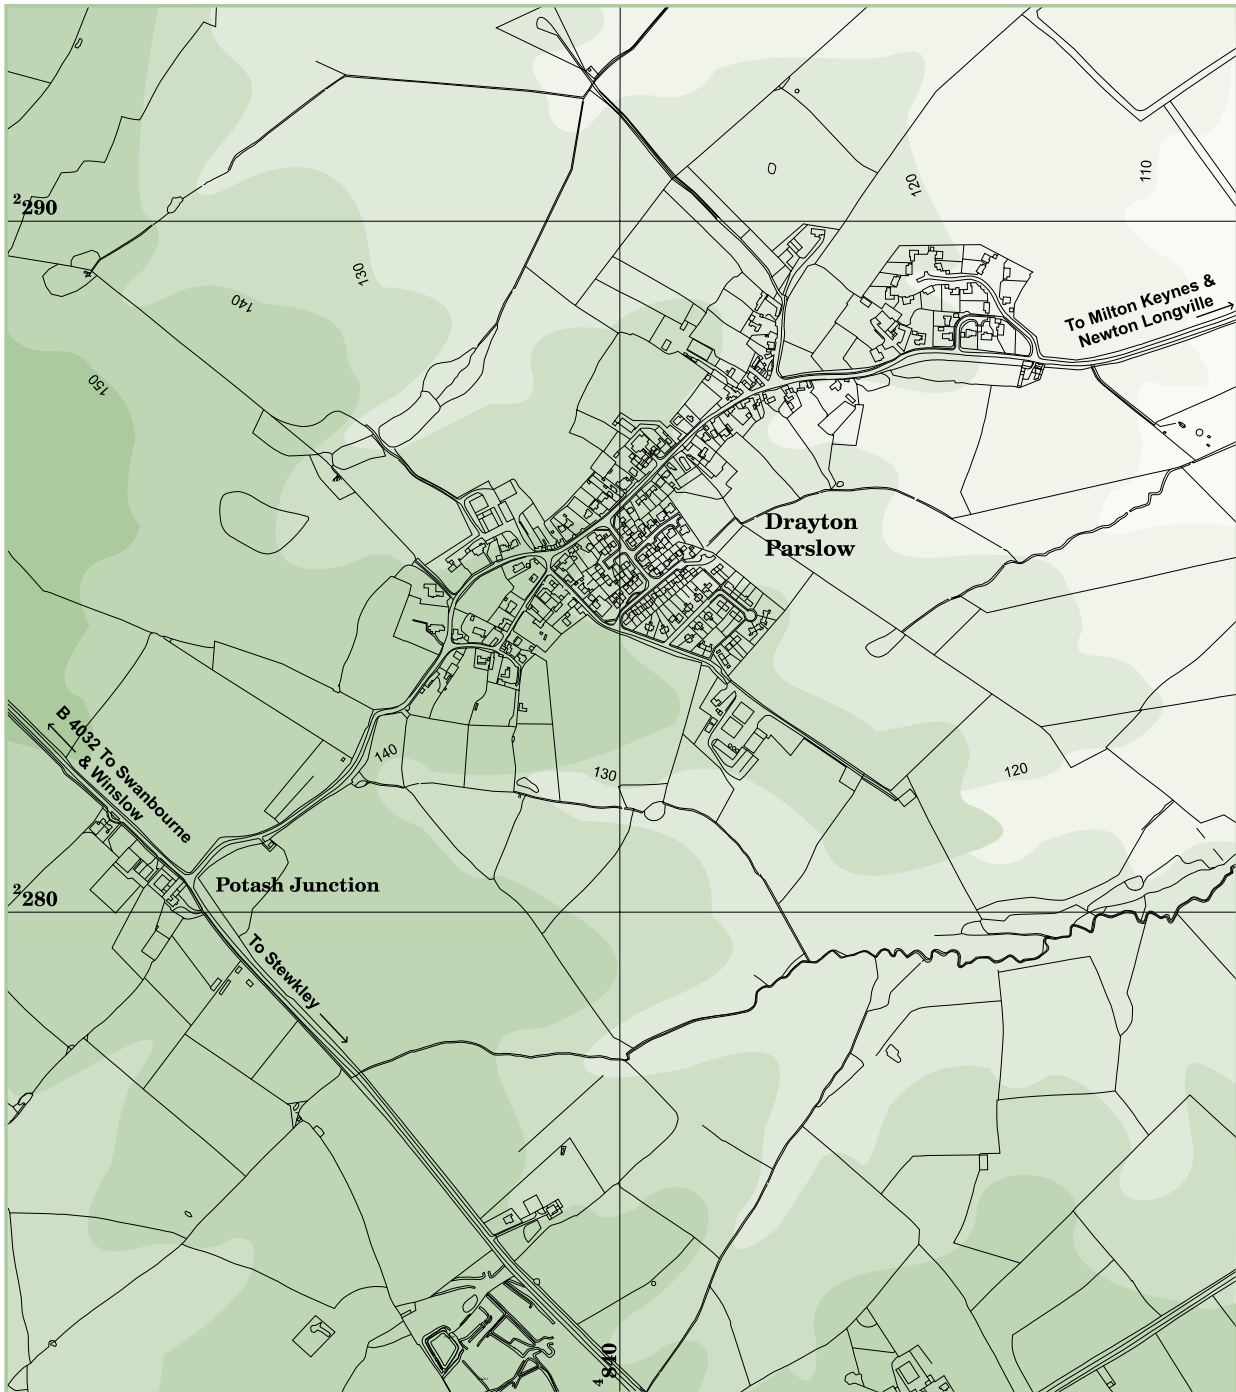 110
120
²290
130
140
To Milton Keynes &
Newton Longville
150
Drayton
Parslow
B 4032 To Swanbourne
& Winslow
140
130
120
Potash Junction
²280
To Stewkley
⁴840